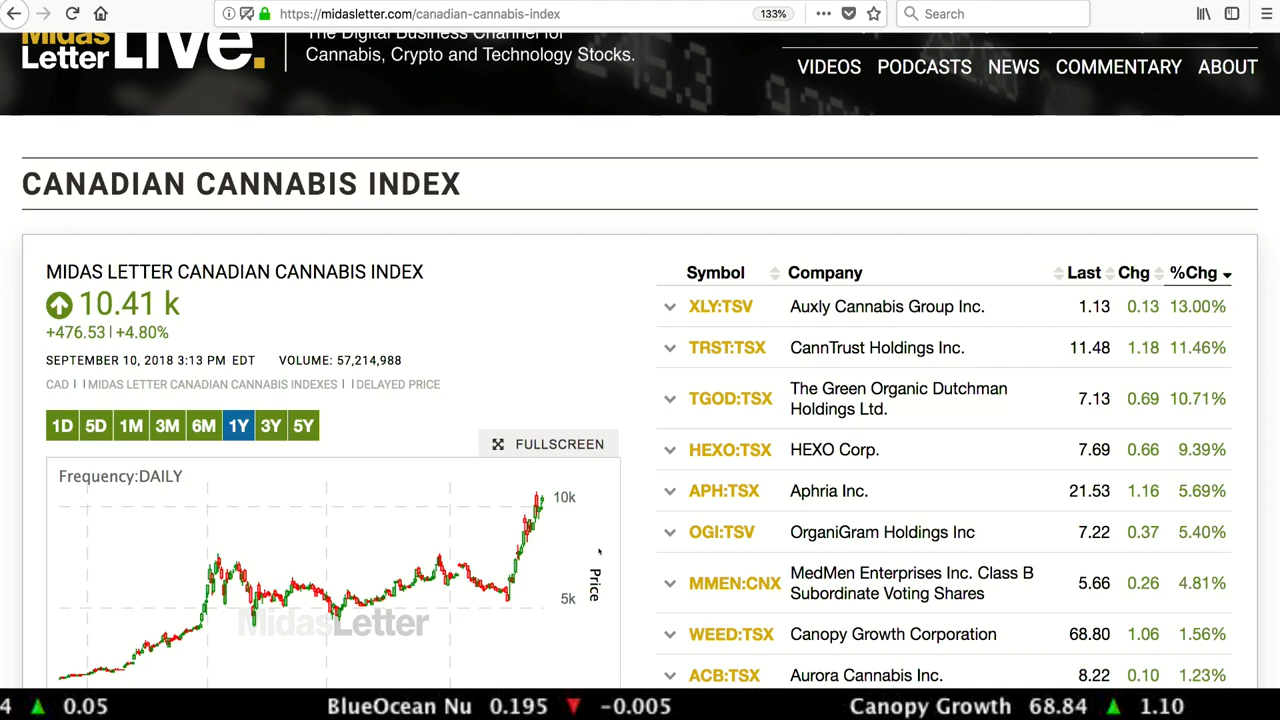 https://midasletter.com/canadian-cannabis-index
133%
Search
Midas
Letter LIVE.
The Digital Business Channel for
Cannabis, Crypto and Technology Stocks.
VIDEOS PODCASTS NEWS COMMENTARY ABOUT
CANADIAN CANNABIS INDEX
MIDAS LETTER CANADIAN CANNABIS INDEX
10.41 k
+476.53 | +4.80%
SEPTEMBER 10, 2018 3:13 PM EDT VOLUME: 57,214,988
CAD | | MIDAS LETTER CANADIAN CANNABIS INDEXES | | DELAYED PRICE
1D 5D 1M 3M 6M 1Y 3Y 5Y
FULLSCREEN
Frequency:DAILY
10k
5k
Price
MidasLetter
Symbol Company Last Chg %Chg
XLY:TSV Auxly Cannabis Group Inc. 1.13 0.13 13.00%
TRST:TSX CannTrust Holdings Inc. 11.48 1.18 11.46%
TGOD:TSX The Green Organic Dutchman Holdings Ltd. 7.13 0.69 10.71%
HEXO:TSX HEXO Corp. 7.69 0.66 9.39%
APH:TSX Aphria Inc. 21.53 1.16 5.69%
OGI:TSV OrganiGram Holdings Inc 7.22 0.37 5.40%
MMEN:CNX MedMen Enterprises Inc. Class B Subordinate Voting Shares 5.66 0.26 4.81%
WEED:TSX Canopy Growth Corporation 68.80 1.06 1.56%
ACB:TSX Aurora Cannabis Inc. 8.22 0.10 1.23%
4 0.05 BlueOcean Nu 0.195 -0.005 Canopy Growth 68.84 1.10